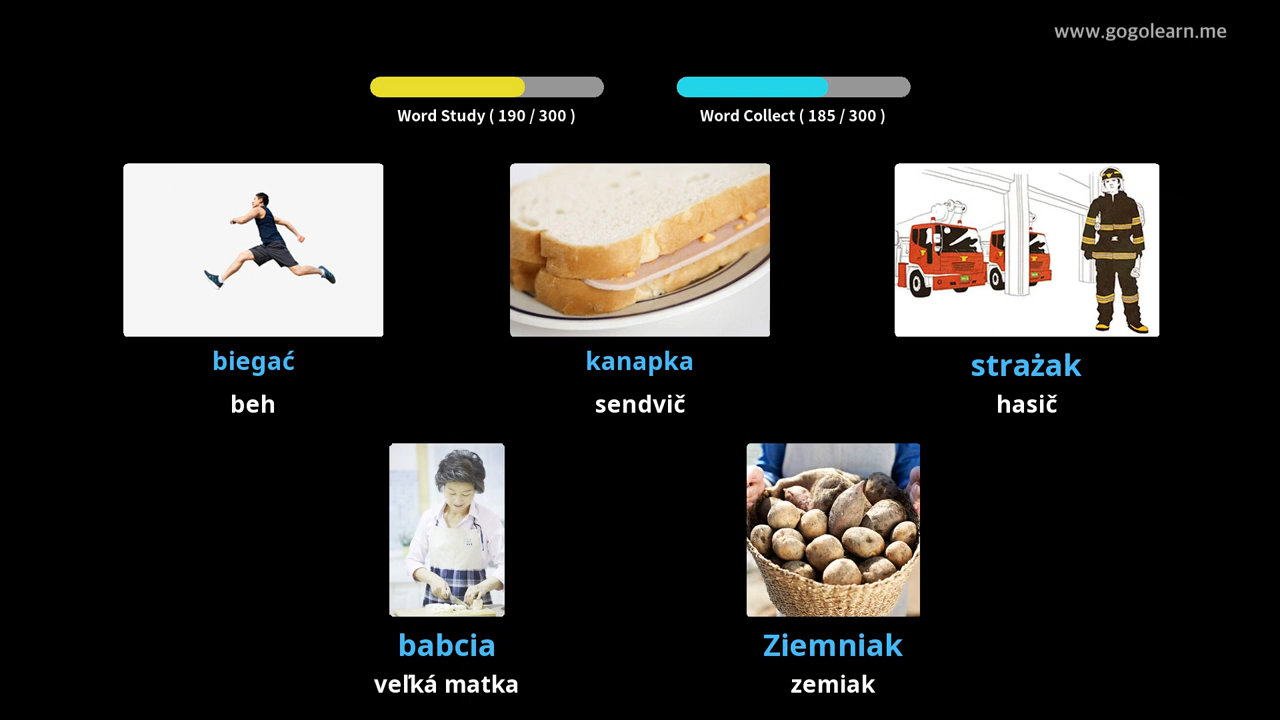 www.gogolearn.me
Word Study ( 190 / 300 )
Word Collect ( 185 / 300 )
biegać
kanapka
strażak
beh
sendvič
hasič
babcia
Ziemniak
veľká matka
zemiak